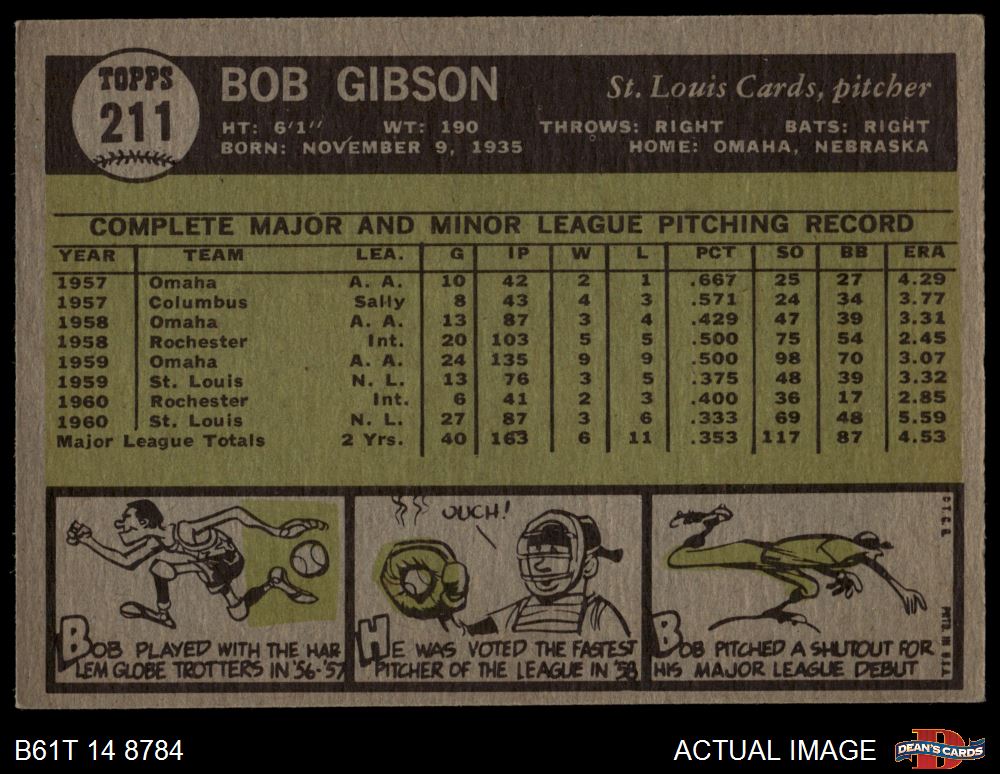 TOPPS
211
BOB GIBSON
St. Louis Cards, pitcher
HT: 6'1" WT: 190 THROWS: RIGHT BATS: RIGHT
BORN: NOVEMBER 9, 1935 HOME: OMAHA, NEBRASKA
COMPLETE MAJOR AND MINOR LEAGUE PITCHING RECORD
YEAR TEAM LEA. G IP W L PCT SO BB ERA
1957 Omaha A. A. 10 42 2 1 .667 25 27 4.29
1957 Columbus Sally 8 43 4 3 .571 24 34 3.77
1958 Omaha A. A. 13 87 3 4 .429 47 39 3.31
1958 Rochester Int. 20 103 5 5 .500 75 54 2.45
1959 Omaha A. A. 24 135 9 9 .500 98 70 3.07
1959 St. Louis N. L. 13 76 3 5 .375 48 39 3.32
1960 Rochester Int. 6 41 2 3 .400 36 17 2.85
1960 St. Louis N. L. 27 87 3 6 .333 69 48 5.59
Major League Totals 2 Yrs. 40 163 6 11 .353 117 87 4.53
BOB PLAYED WITH THE HAR
LEM GLOBE TROTTERS IN '56-'57
OUCH!
HE WAS VOTED THE FASTEST
PITCHER OF THE LEAGUE IN '58
BOB PITCHED A SHUTOUT FOR
HIS MAJOR LEAGUE DEBUT
© T.C.G.
PRTD. IN U.S.A.
B61T 14 8784
ACTUAL IMAGE
DEAN'S CARDS